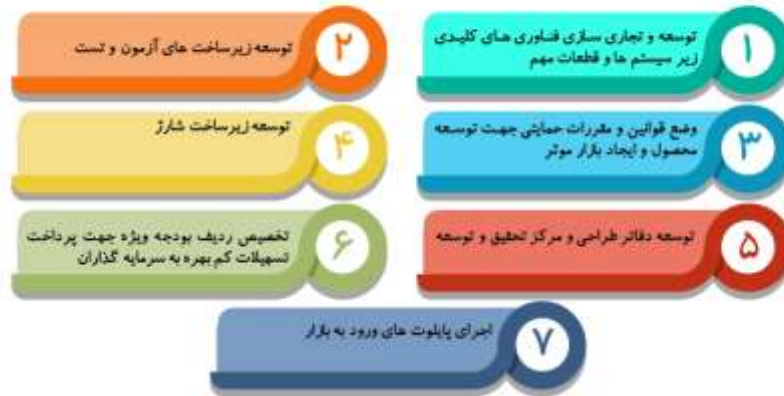 ۱
توسعه و تجاری سازی فناوری های کلیدی
زیر سیستم ها و قطعات مهم
۲
توسعه زیرساخت های آزمون و تست
۳
وضع قوانین و مقررات حمایتی جهت توسعه
محصول و ایجاد بازار موثر
۴
توسعه زیرساخت شارژ
۵
توسعه دفاتر طراحی و مرکز تحقیق و توسعه
۶
تخصیص ردیف بودجه ویژه جهت پرداخت
تسهیلات کم بهره به سرمایه گذاران
۷
اجرای پایلوت های ورود به بازار